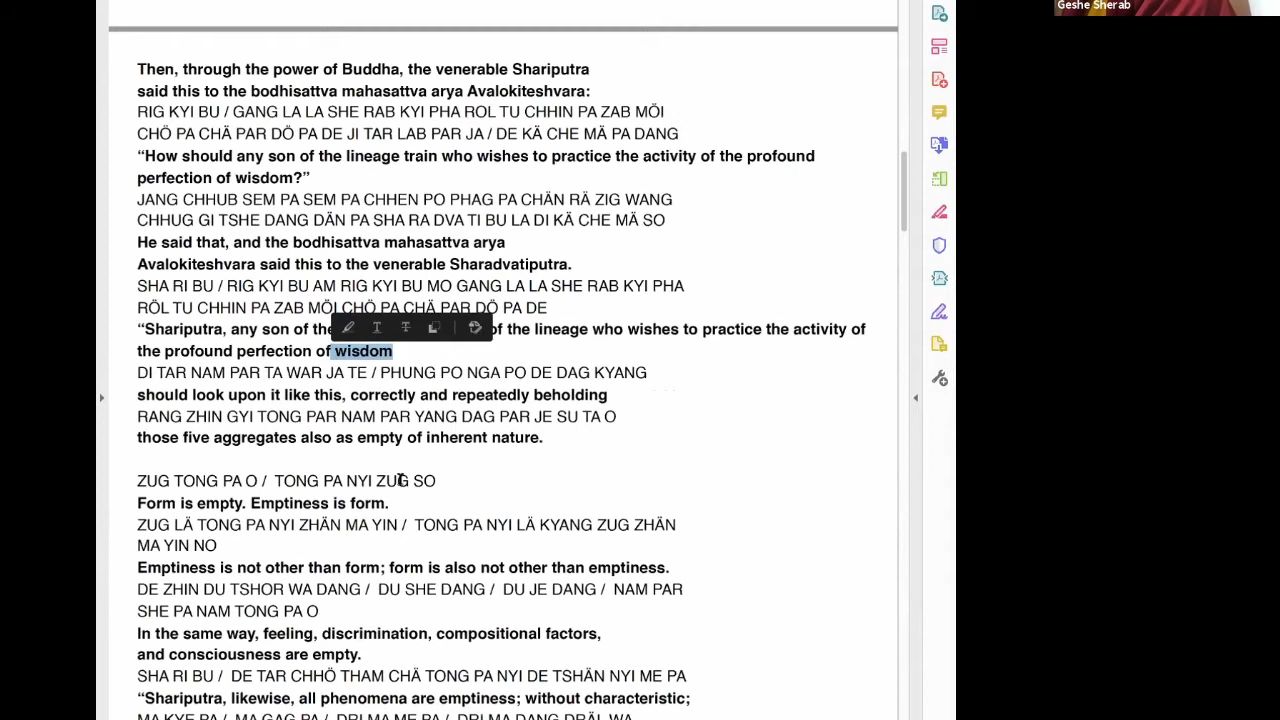 Geshe Sherab
Then, through the power of Buddha, the venerable Shariputra
said this to the bodhisattva mahasattva arya Avalokiteshvara:
RIG KYI BU / GANG LA LA SHE RAB KYI PHA ROL TU CHHIN PA ZAB MÖI
CHÖ PA CHÄ PAR DÖ PA DE JI TAR LAB PAR JA / DE KÄ CHE MÄ PA DANG
“How should any son of the lineage train who wishes to practice the activity of the profound
perfection of wisdom?”
JANG CHHUB SEM PA SEM PA CHHEN PO PHAG PA CHÄN RÄ ZIG WANG
CHHUG GI TSHE DANG DÄN PA SHA RA DVA TI BU LA DI KÄ CHE MÄ SO
He said that, and the bodhisattva mahasattva arya
Avalokiteshvara said this to the venerable Sharadvatiputra.
SHA RI BU / RIG KYI BU AM RIG KYI BU MO GANG LA LA SHE RAB KYI PHA
RÖL TU CHHIN PA ZAB MÖI CHÖ PA CHÄ PAR DÖ PA DE
“Shariputra, any son of the of the lineage who wishes to practice the activity of
the profound perfection of wisdom
DI TAR NAM PAR TA WAR JA TE / PHUNG PO NGA PO DE DAG KYANG
should look upon it like this, correctly and repeatedly beholding
RANG ZHIN GYI TONG PAR NAM PAR YANG DAG PAR JE SU TA O
those five aggregates also as empty of inherent nature.
ZUG TONG PA O / TONG PA NYI ZUG SO
Form is empty. Emptiness is form.
ZUG LÄ TONG PA NYI ZHÄN MA YIN / TONG PA NYI LÄ KYANG ZUG ZHÄN
MA YIN NO
Emptiness is not other than form; form is also not other than emptiness.
DE ZHIN DU TSHOR WA DANG / DU SHE DANG / DU JE DANG / NAM PAR
SHE PA NAM TONG PA O
In the same way, feeling, discrimination, compositional factors,
and consciousness are empty.
SHA RI BU / DE TAR CHHÖ THAM CHÄ TONG PA NYI DE TSHÄN NYI ME PA
“Shariputra, likewise, all phenomena are emptiness; without characteristic;
MA KYE PA / MA GAG PA / DRI MA ME PA / DRI MA DANG DRÄL WA